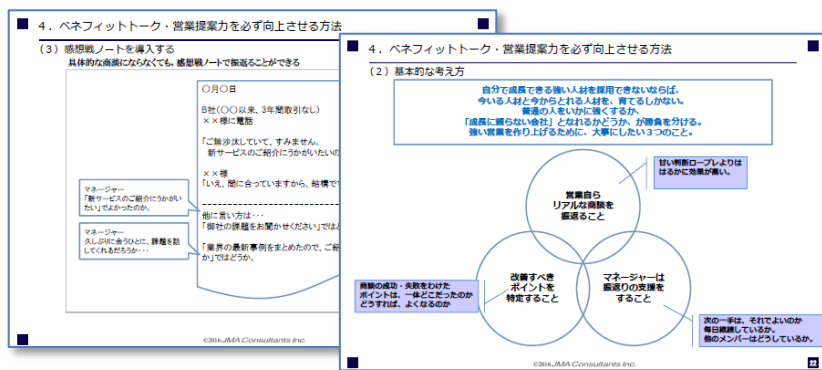 ４．ベネフィットトーク・営業提案力を必ず向上させる方法
（３）感想戦ノートを導入する
具体的な商談にならなくても、感想戦ノートで振返ることができる
○月○日
B社（○○以来、3年間取引なし）
××様に電話
「ご無沙汰していて、すみません。
新サービスのご紹介にうかがいたいの
××様
「いえ、間に合っていますから、結構で
マネージャー
「新サービスのご紹介にうかがい
たい」でよかったのか。
他に言い方は・・・
「御社の課題をお聞かせください」では
マネージャー
久しぶりに会うひとに、課題を話
してくれるだろうか・・・
「業界の最新事例をまとめたので、ご紹
か」ではどうか。
©2016 JMA Consultants Inc.
４．ベネフィットトーク・営業提案力を必ず向上させる方法
（２）基本的な考え方
自分で成長できる強い人材を採用できないならば、
今いる人材と今からとれる人材を、育てるしかない。
普通の人をいかに強くするか、
「成長に頼らない会社」となれるかどうか、が勝負を分ける。
強い営業を作り上げるために、大事にしたい３つのこと。
甘い判断ロープレよりは
はるかに効果が高い。
営業自ら
リアルな商談を
振返ること
改善すべき
ポイントを
特定すること
マネージャーは
振返りの支援を
すること
商談の成功・失敗をわけた
ポイントは、一体どこだったのか
どうすれば、よくなるのか
次の一手は、それでよいのか
毎日継続しているか。
他のメンバーはどうしているか。
©2016 JMA Consultants Inc.
22